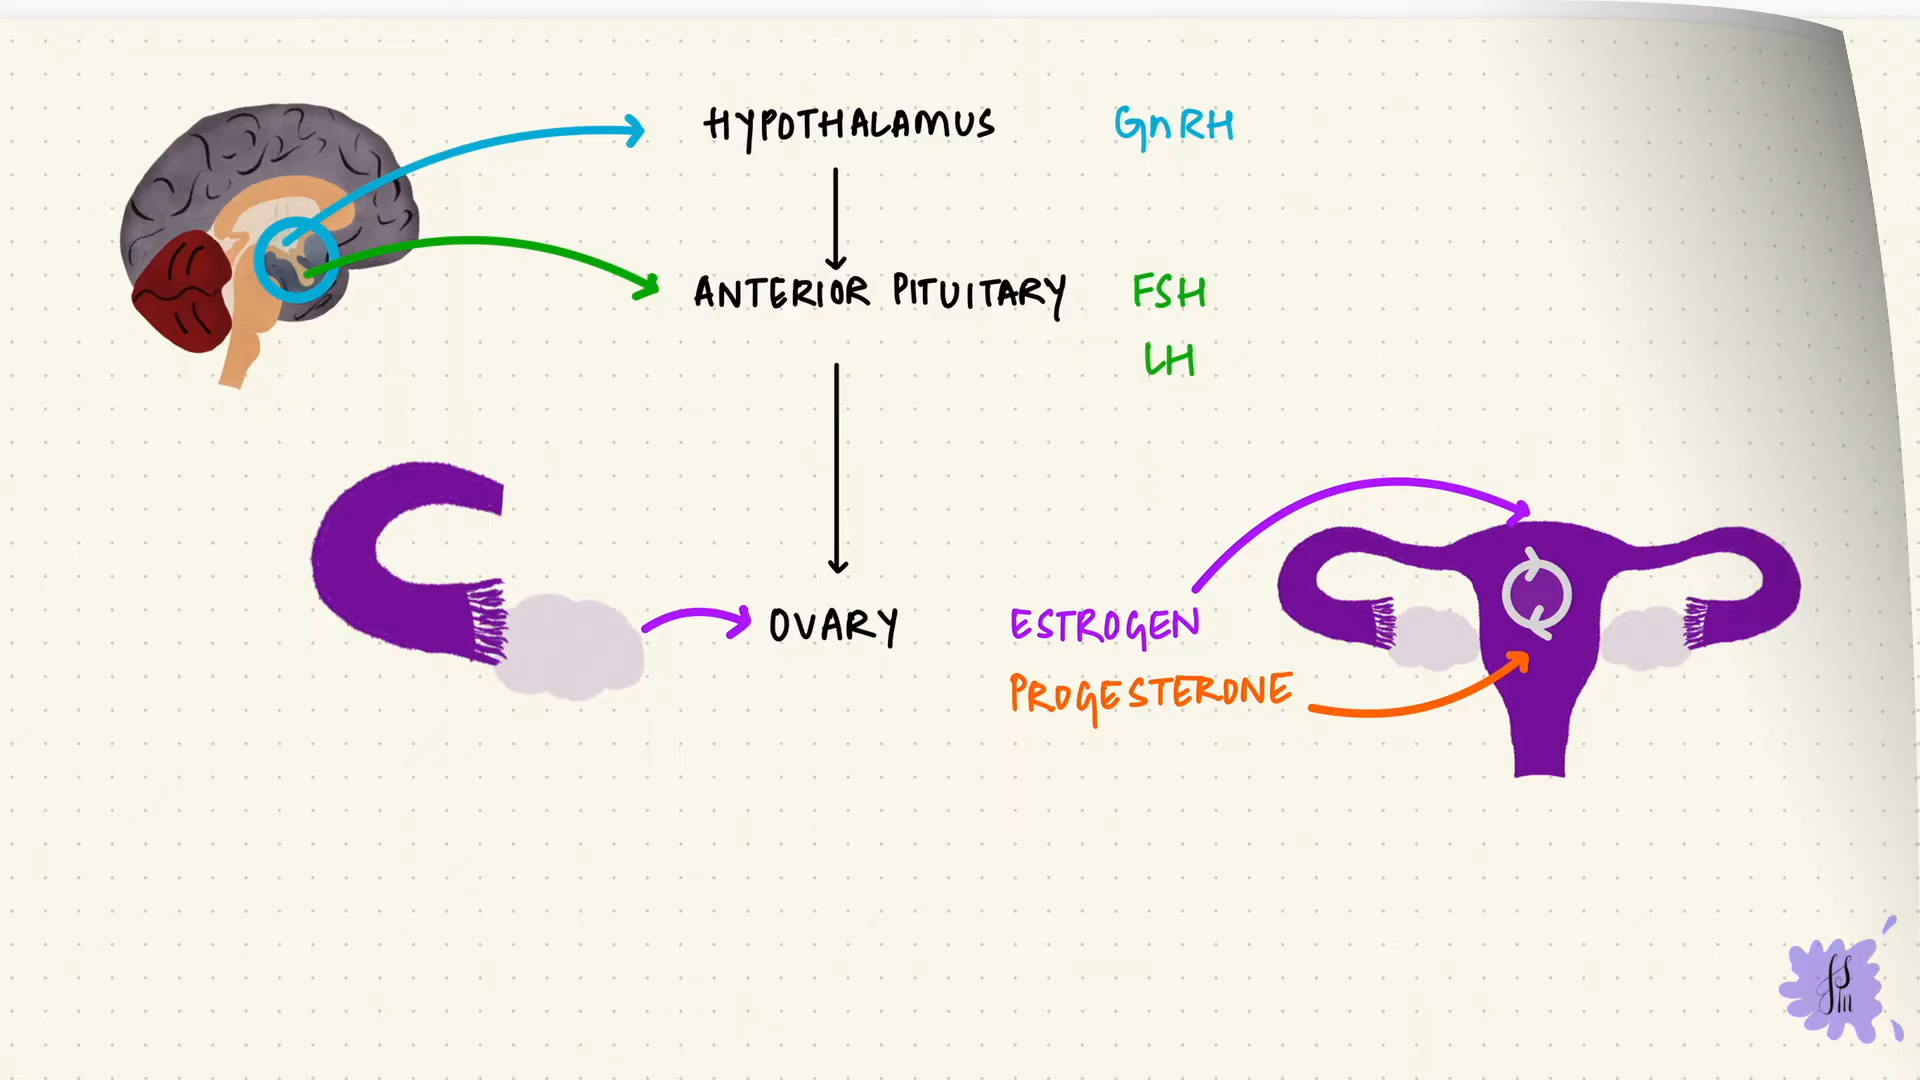 HYPOTHALAMUS GnRH
ANTERIOR PITUITARY FSH
LH
OVARY ESTROGEN
PROGESTERONE